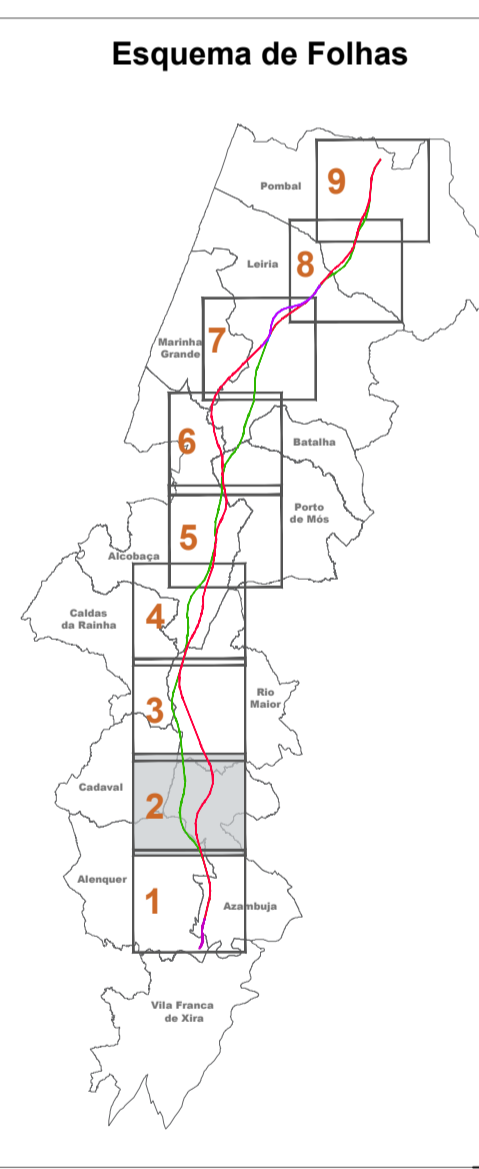 Esquema de Folhas
9
Pombal
8
Leiria
7
Marinha
Grande
6
Batalha
5
Porto
de Mós
Alcobaça
4
Caldas
da Rainha
3
Rio
Maior
2
Cadaval
1
Alenquer
Azambuja
Vila Franca
de Xira